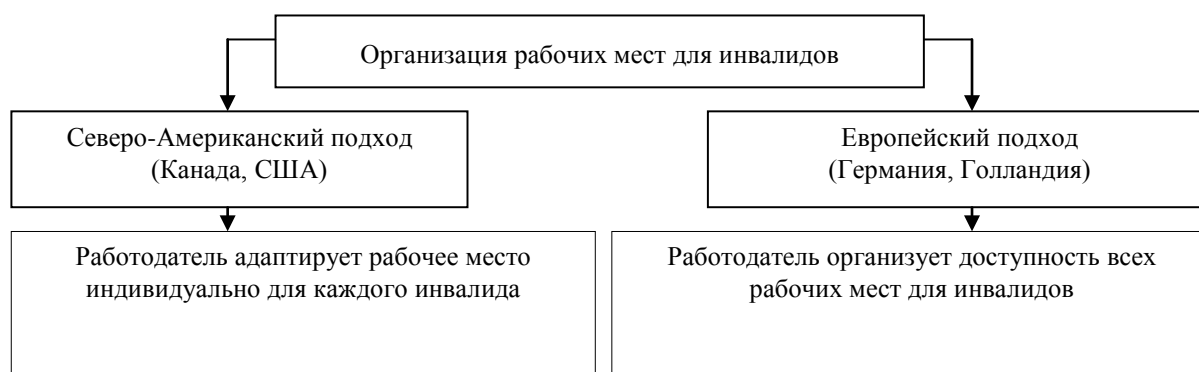 Организация рабочих мест для инвалидов
Северо-Американский подход
(Канада, США)
Европейский подход
(Германия, Голландия)
Работодатель адаптирует рабочее место
индивидуально для каждого инвалида
Работодатель организует доступность всех
рабочих мест для инвалидов